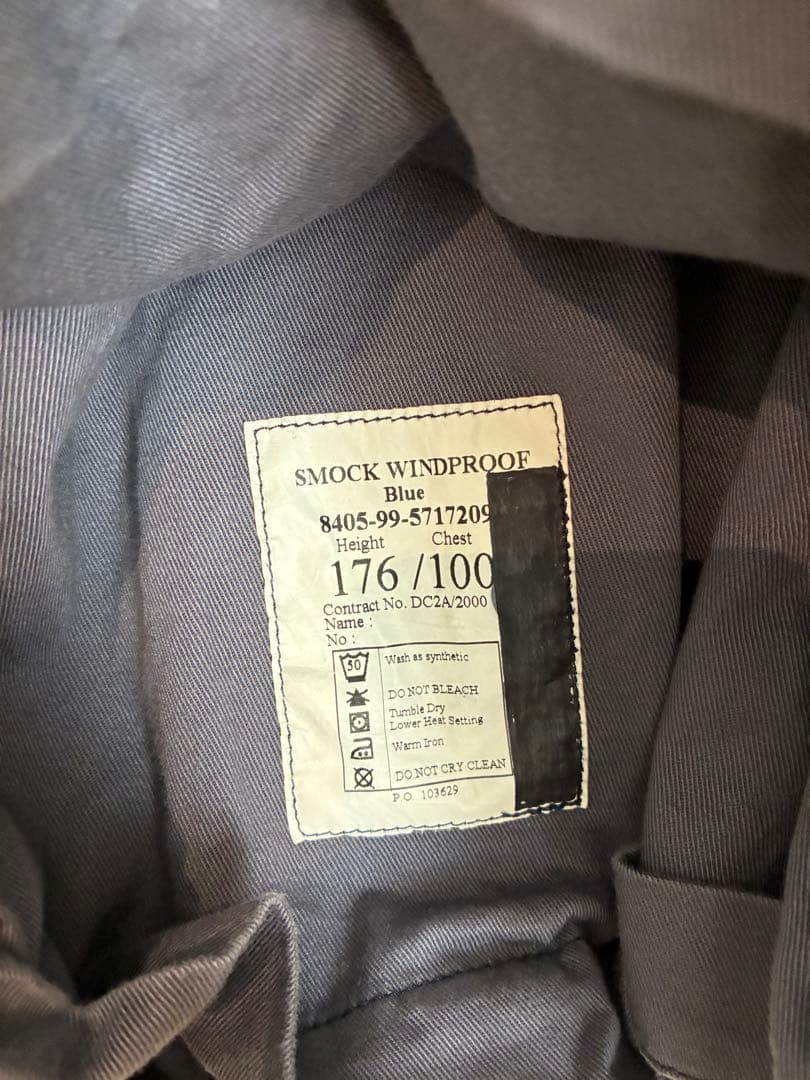 SMOCK WINDPROOF
Blue
8405-99-5717209
Height Chest
176 /100
Contract No. DC2A/2000
Name :
No :
50 Wash as synthetic
DO NOT BLEACH
Tumble Dry
Lower Heat Setting
Warm Iron
DO NOT CRY CLEAN
P.O. 103629